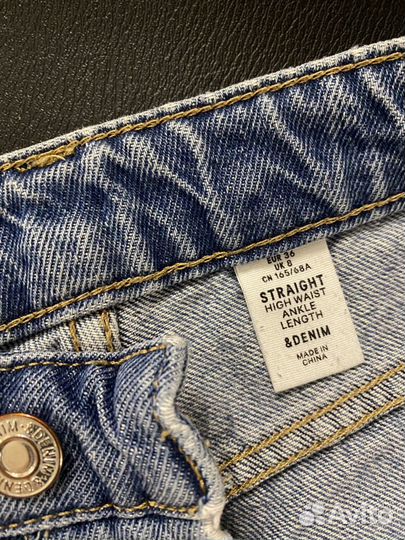 EUR 36
UK 8
CN 165/68A
STRAIGHT
HIGH WAIST
ANKLE
LENGTH
&DENIM
MADE IN
CHINA
Avito